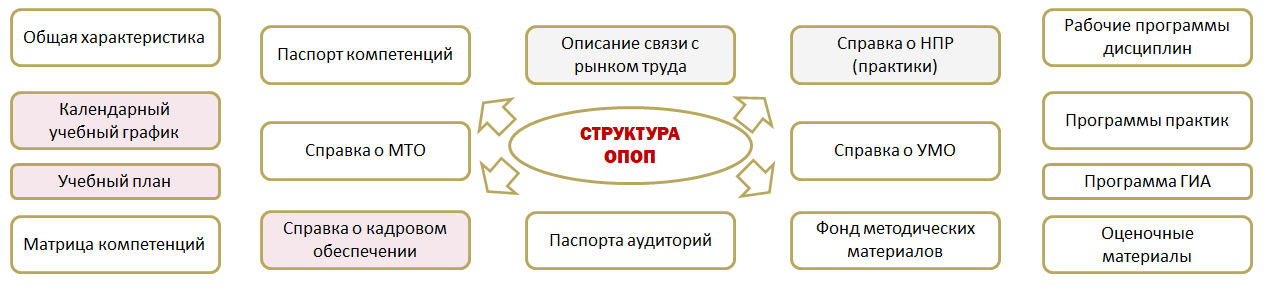 Общая характеристика
Календарный
учебный график
Учебный план
Матрица компетенций
Паспорт компетенций
Справка о МТО
Справка о кадровом
обеспечении
Описание связи с
рынком труда
СТРУКТУРА
ОПОП
Паспорта аудиторий
Справка о НПР
(практики)
Справка о УМО
Фонд методических
материалов
Рабочие программы
дисциплин
Программы практик
Программа ГИА
Оценочные
материалы